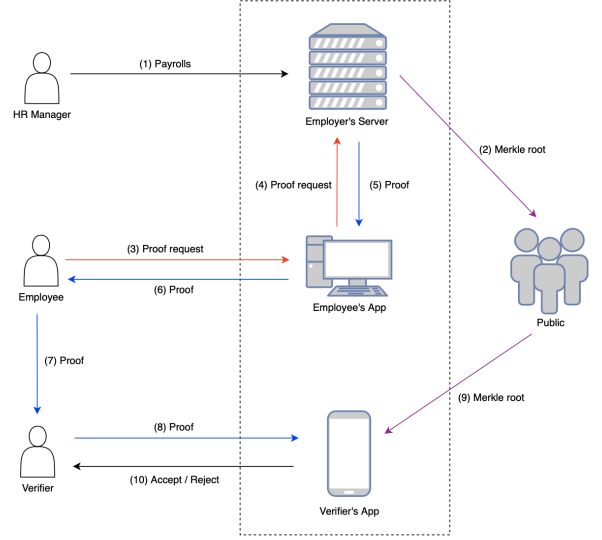 (1) Payrolls
HR Manager
Employer's Server
(2) Merkle root
(4) Proof request
(5) Proof
(3) Proof request
(6) Proof
Employee
Employee's App
Public
(7) Proof
(9) Merkle root
(8) Proof
(10) Accept / Reject
Verifier
Verifier's App